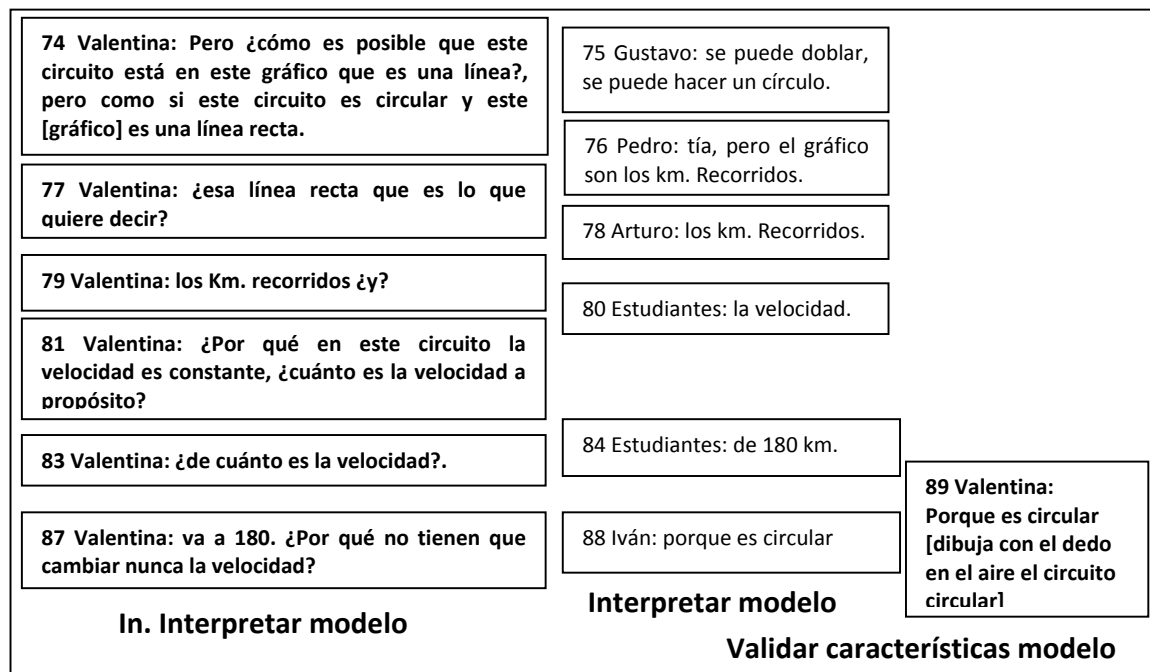 74 Valentina: Pero ¿cómo es posible que este
circuito está en este gráfico que es una línea?,
pero como si este circuito es circular y este
[gráfico] es una línea recta.
75 Gustavo: se puede doblar,
se puede hacer un círculo.
76 Pedro: tía, pero el gráfico
son los km. Recorridos.
77 Valentina: ¿esa línea recta que es lo que
quiere decir?
78 Arturo: los km. Recorridos.
79 Valentina: los Km. recorridos ¿y?
80 Estudiantes: la velocidad.
81 Valentina: ¿Por qué en este circuito la
velocidad es constante, ¿cuánto es la velocidad a
propósito?
83 Valentina: ¿de cuánto es la velocidad?.
84 Estudiantes: de 180 km.
87 Valentina: va a 180. ¿Por qué no tienen que
cambiar nunca la velocidad?
88 Iván: porque es circular
89 Valentina:
Porque es circular
[dibuja con el dedo
en el aire el circuito
circular]
In. Interpretar modelo
Interpretar modelo
Validar características modelo